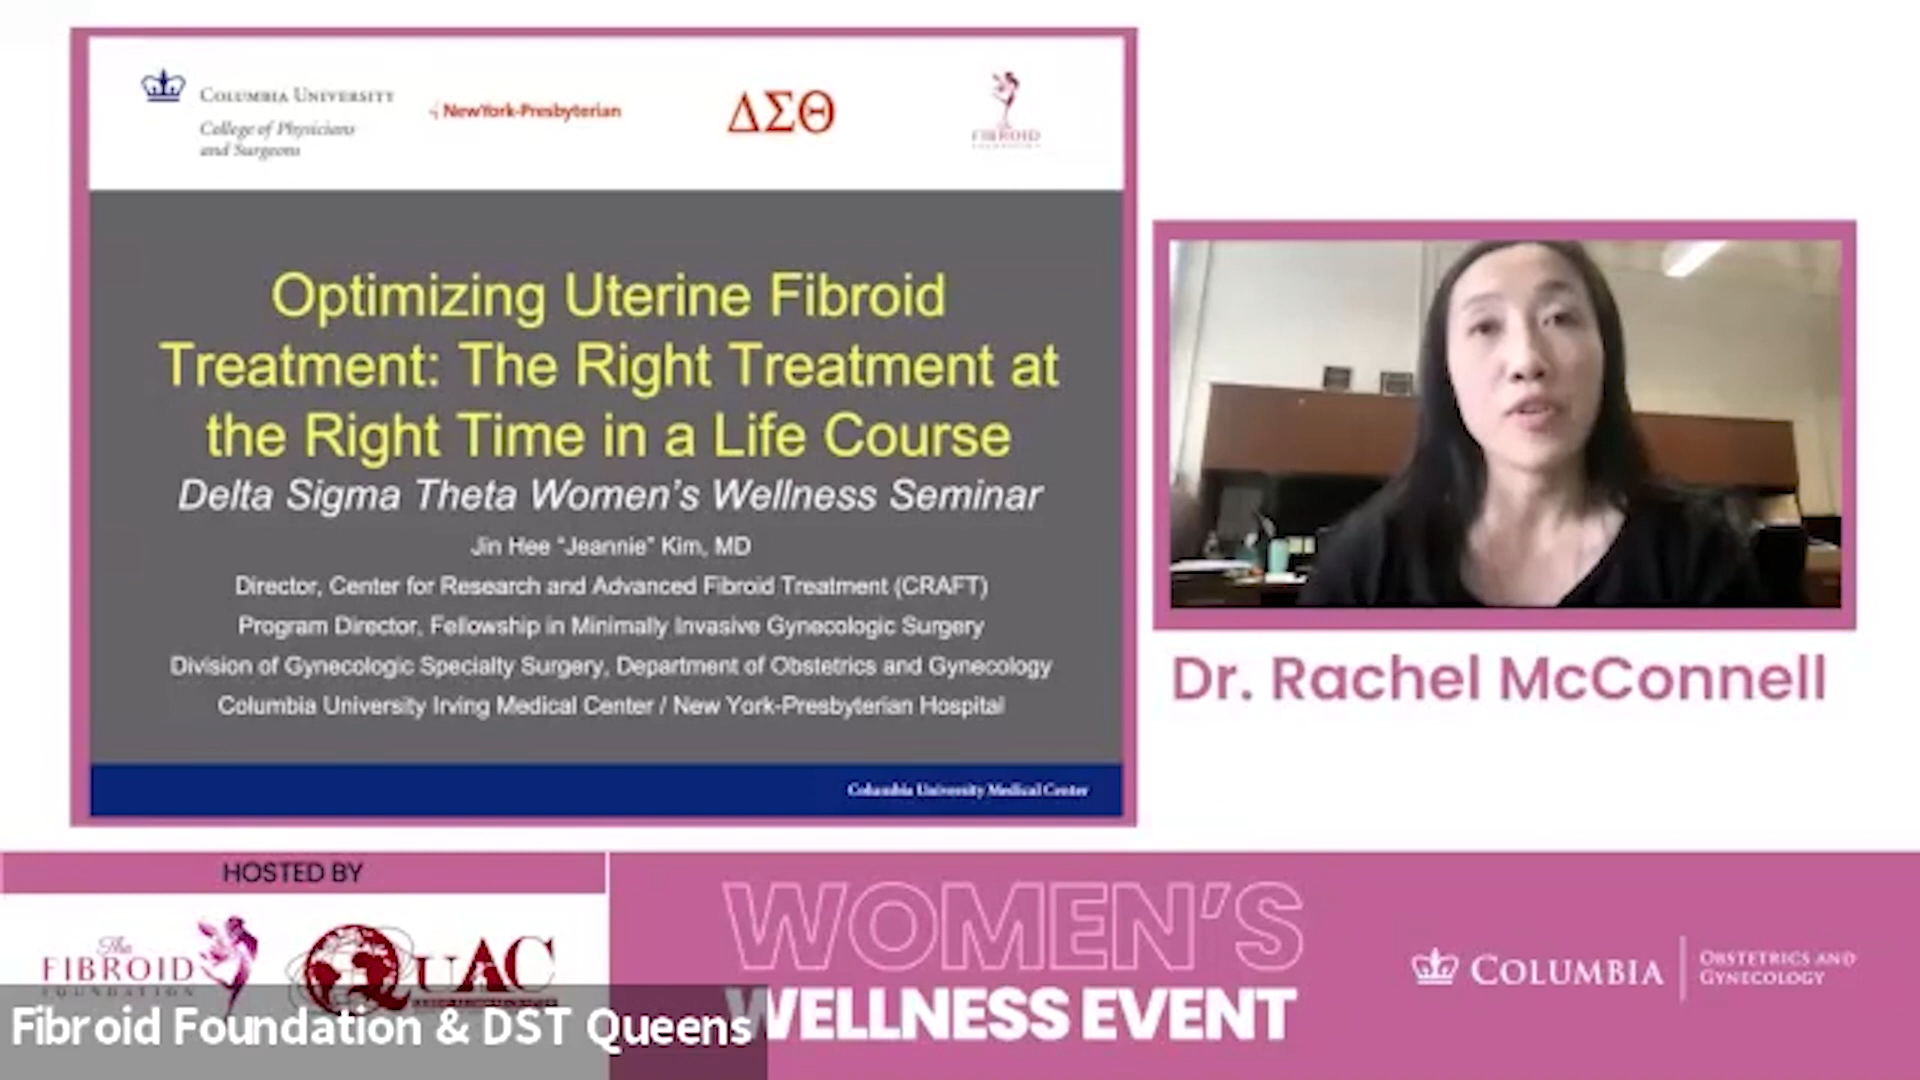 COLUMBIA UNIVERSITY
College of Physicians
and Surgeons
NewYork-Presbyterian
ΔΣΘ
FIBROID
Optimizing Uterine Fibroid
Treatment: The Right Treatment at
the Right Time in a Life Course
Delta Sigma Theta Women's Wellness Seminar
Jin Hee "Jeannie" Kim, MD
Director, Center for Research and Advanced Fibroid Treatment (CRAFT)
Program Director, Fellowship in Minimally Invasive Gynecologic Surgery
Division of Gynecologic Specialty Surgery, Department of Obstetrics and Gynecology
Columbia University Irving Medical Center / New York-Presbyterian Hospital
Columbia University Medical Center
Dr. Rachel McConnell
HOSTED BY
The
FIBROID
FOUNDATION
QUAC
Fibroid Foundation & DST Queens
WOMEN'S
WELLNESS EVENT
COLUMBIA
OBSTETRICS AND
GYNECOLOGY